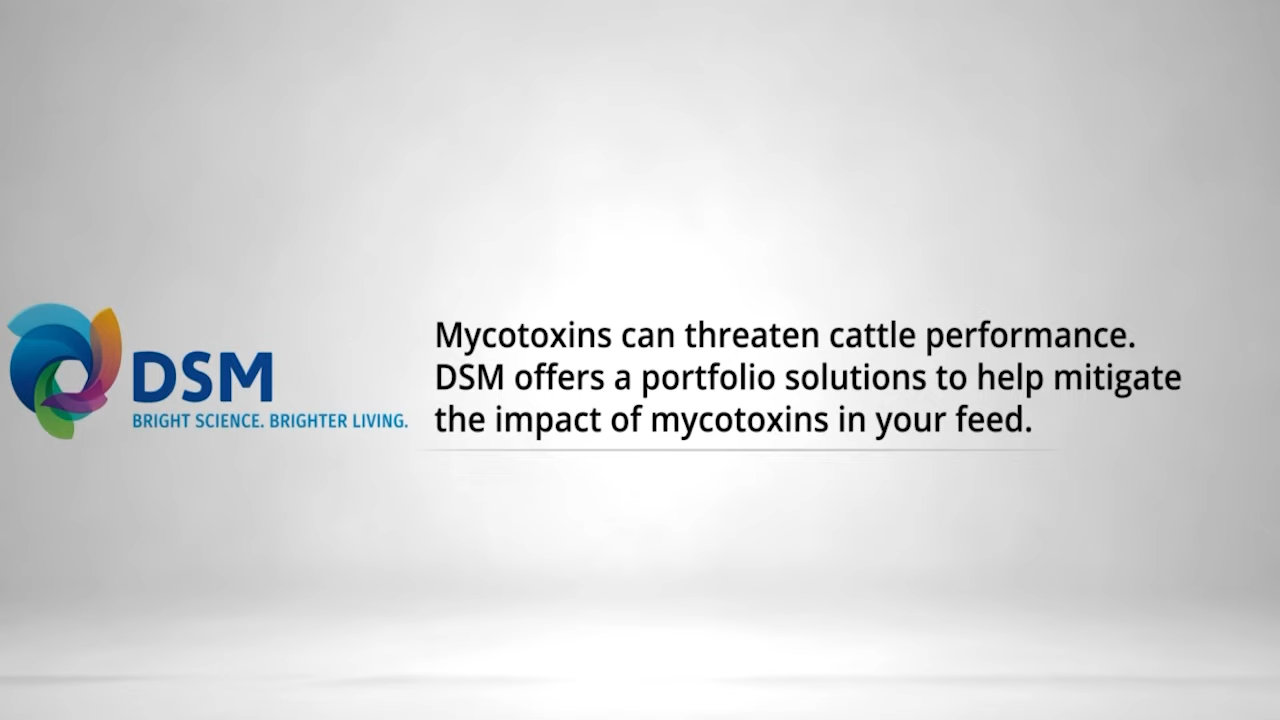 DSM
BRIGHT SCIENCE. BRIGHTER LIVING.
Mycotoxins can threaten cattle performance.
DSM offers a portfolio solutions to help mitigate
the impact of mycotoxins in your feed.